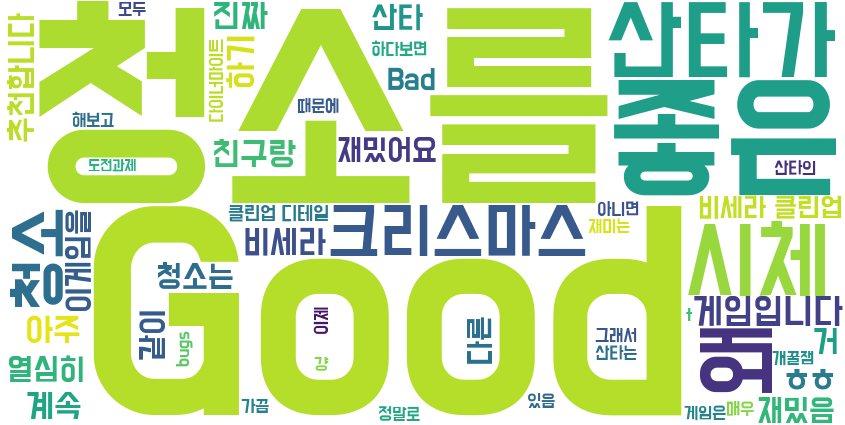 모두
진짜
산타
산타가
추천합니다
청소를
다이너마이트
하기
하다보면
Bad
좋은
때문에
해보고
도전과제
친구랑
재밌어요
산타의
클린업 디테일
아니면
비세라 클린업
청소
이게임을
비세라
크리스마스
재미는
시체
청소는
Good
게임입니다
아주
같이
bugs
이제
걍
다른
그래서
산타는
왜
개꿀잼
거
열심히
ㅎㅎ
계속
가끔
정말로
있음
게임은
매우
재밌음